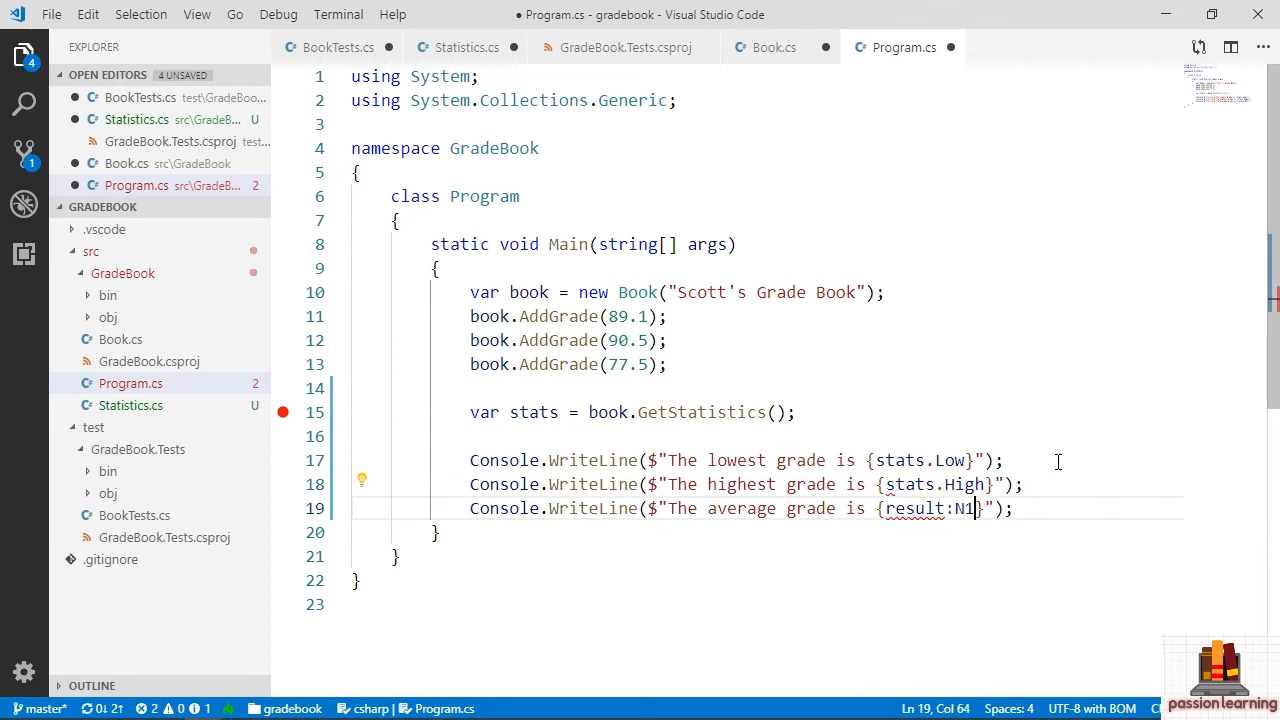 File Edit Selection View Go Debug Terminal Help
● Program.cs - gradebook - Visual Studio Code
EXPLORER
BookTests.cs Statistics.cs GradeBook.Tests.csproj Book.cs Program.cs
OPEN EDITORS 4 UNSAVED
BookTests.cs test\GradeBoo...
Statistics.cs src\GradeB... U
GradeBook.Tests.csproj test...
Book.cs src\GradeBook
Program.cs src\GradeB... 2
GRADEBOOK
.vscode
src
GradeBook
bin
obj
Book.cs
GradeBook.csproj
Program.cs 2
Statistics.cs U
test
GradeBook.Tests
bin
obj
BookTests.cs
GradeBook.Tests.csproj
.gitignore
OUTLINE
4
1
1 using System;
2 using System.Collections.Generic;
3
4 namespace GradeBook
5 {
6 class Program
7 {
8 static void Main(string[] args)
9 {
10 var book = new Book("Scott's Grade Book");
11 book.AddGrade(89.1);
12 book.AddGrade(90.5);
13 book.AddGrade(77.5);
14
15 var stats = book.GetStatistics();
16
17 Console.WriteLine($"The lowest grade is {stats.Low}");
18 Console.WriteLine($"The highest grade is {stats.High}");
19 Console.WriteLine($"The average grade is {result:N1}");
20 }
21 }
22 }
23
passion learning
master* 0↓ 2↑ 2 0 1 gradebook csharp | Program.cs Ln 19, Col 64 Spaces: 4 UTF-8 with BOM